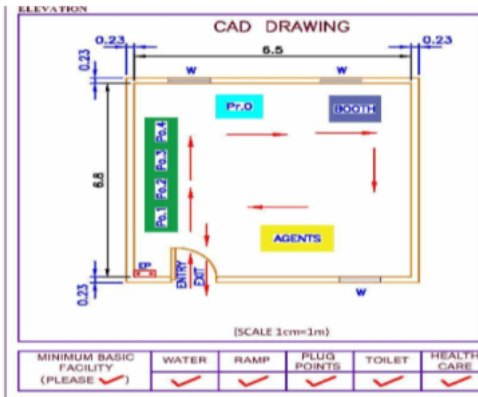 ELEVATION
CAD DRAWING
0.23
6.5
0.23
0.23
W
W
Pr.O
BOOTH
Po.1 Po.2 Po.3 Po.4
6.8
AGENTS
ENTRY
EXIT
0.23
W
(SCALE 1cm=1m)
MINIMUM BASIC FACILITY (PLEASE ✓)
WATER
RAMP
PLUG POINTS
TOILET
HEALTH CARE